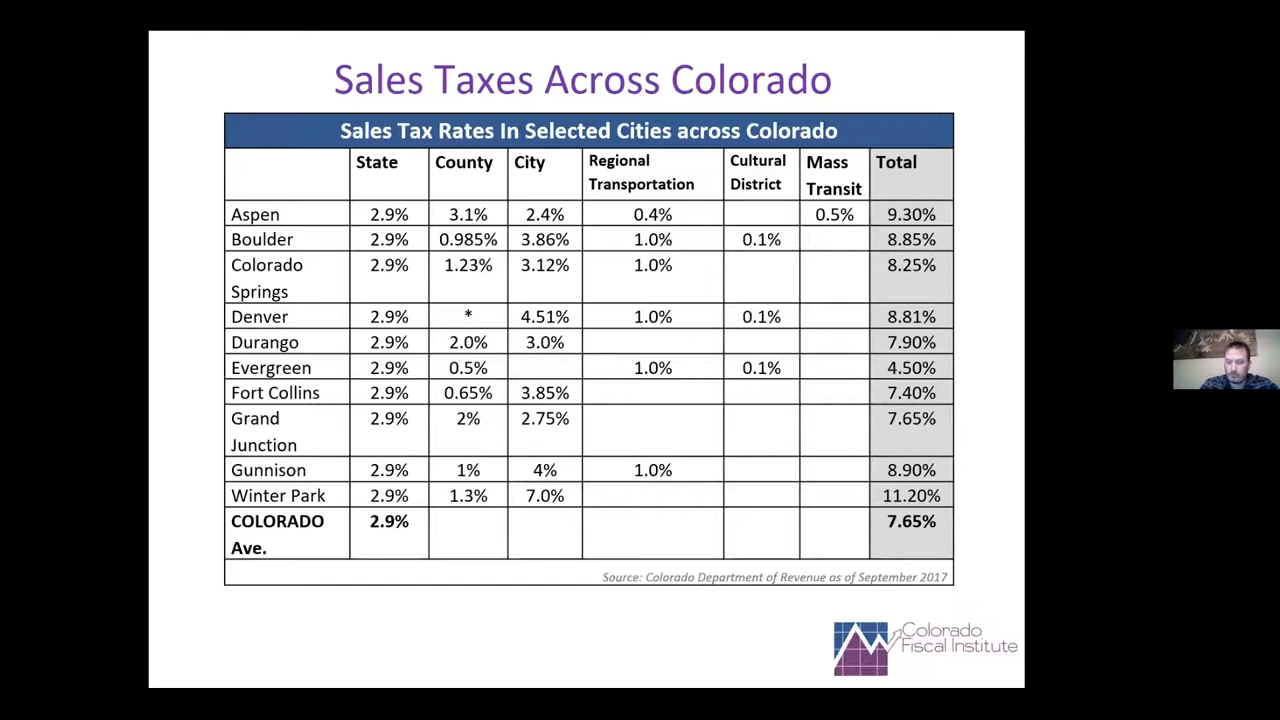 Sales Taxes Across Colorado
Sales Tax Rates In Selected Cities across Colorado
State County City Regional Transportation Cultural District Mass Transit Total
Aspen 2.9% 3.1% 2.4% 0.4% 0.5% 9.30%
Boulder 2.9% 0.985% 3.86% 1.0% 0.1% 8.85%
Colorado Springs 2.9% 1.23% 3.12% 1.0% 8.25%
Denver 2.9% * 4.51% 1.0% 0.1% 8.81%
Durango 2.9% 2.0% 3.0% 7.90%
Evergreen 2.9% 0.5% 1.0% 0.1% 4.50%
Fort Collins 2.9% 0.65% 3.85% 7.40%
Grand Junction 2.9% 2% 2.75% 7.65%
Gunnison 2.9% 1% 4% 1.0% 8.90%
Winter Park 2.9% 1.3% 7.0% 11.20%
COLORADO Ave. 2.9% 7.65%
Source: Colorado Department of Revenue as of September 2017
Colorado
Fiscal Institute